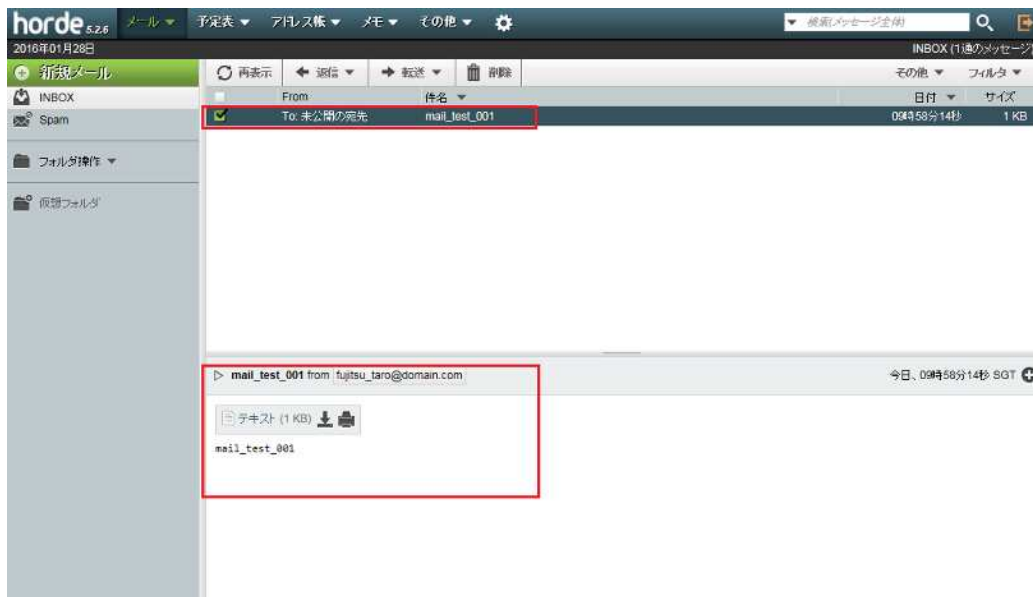 horde 5.2.6 メール 予定表 アドレス帳 メモ その他 検索(メッセージ全体)
2016年01月28日 INBOX (1通のメッセージ)
新規メール 再表示 返信 転送 削除 その他 フィルタ
INBOX From 件名 日付 サイズ
Spam To: 未公開の宛先 mail_test_001 09時58分14秒 1 KB
フォルダ操作
仮想フォルダ
mail_test_001 from fujitsu_taro@domain.com 今日、09時58分14秒 SGT
テキスト (1 KB)
mail_test_001